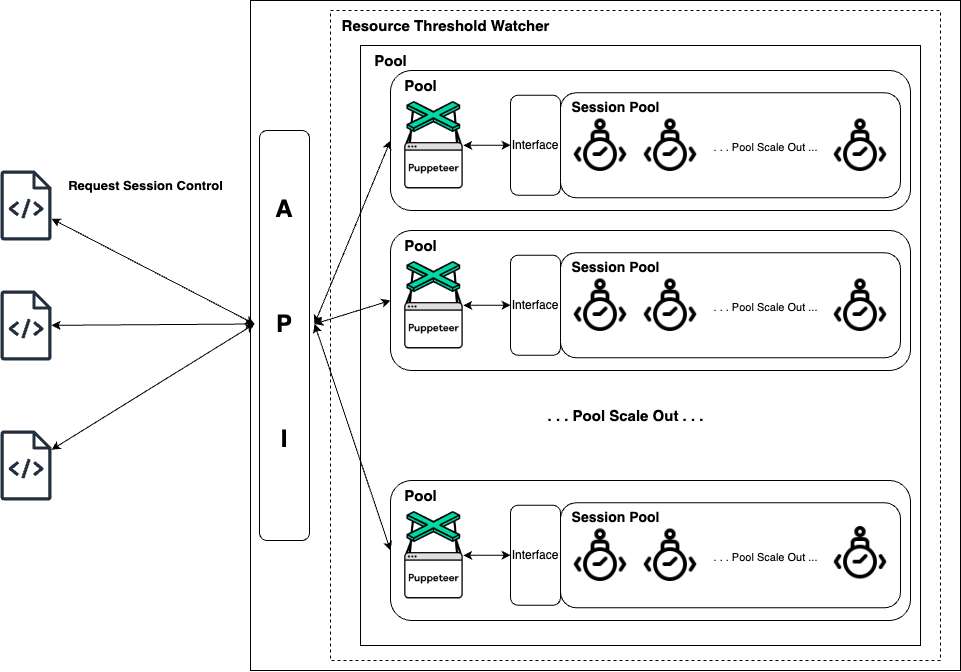 Resource Threshold Watcher
Pool
Pool
Puppeteer
Interface
Session Pool
. . . Pool Scale Out ...
Request Session Control
</>
</>
</>
A
P
I
Pool
Puppeteer
Interface
Session Pool
. . . Pool Scale Out ...
. . . Pool Scale Out . . .
Pool
Puppeteer
Interface
Session Pool
. . . Pool Scale Out ...